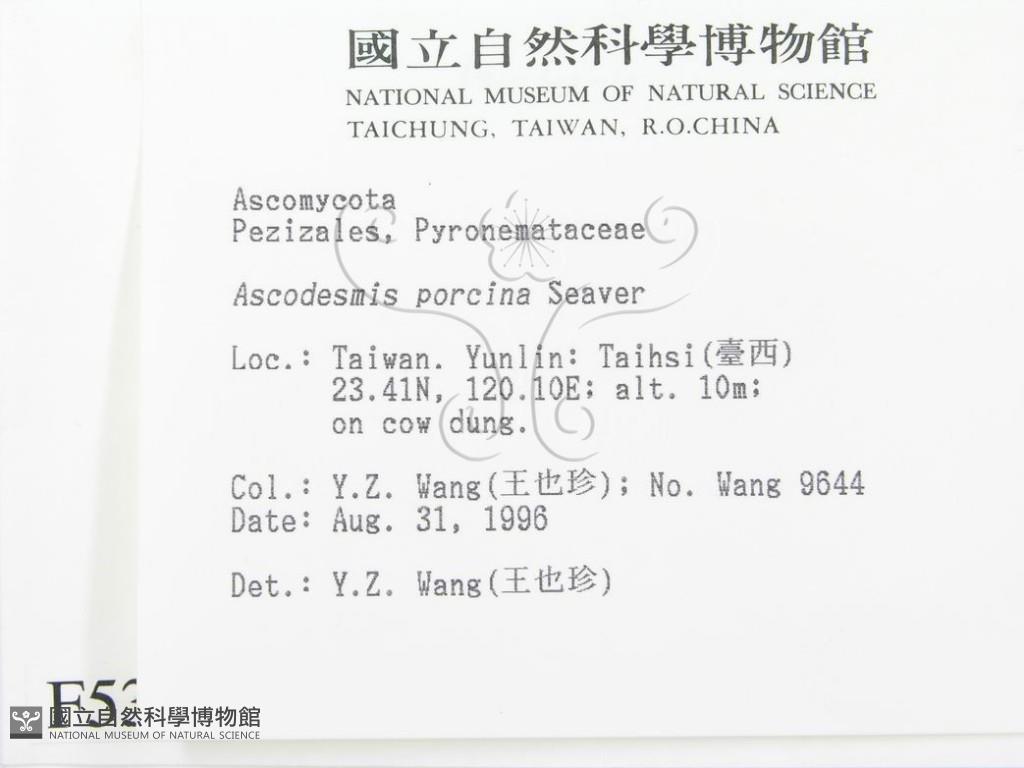 國立自然科學博物館
NATIONAL MUSEUM OF NATURAL SCIENCE
TAICHUNG, TAIWAN, R.O.CHINA
Ascomycota
Pezizales, Pyronemataceae
Ascodesmis porcina Seaver
Loc.: Taiwan. Yunlin: Taihsi(臺西)
23.41N, 120.10E; alt. 10m;
on cow dung.
Col.: Y.Z. Wang(王也珍); No. Wang 9644
Date: Aug. 31, 1996
Det.: Y.Z. Wang(王也珍)
國立自然科學博物館
NATIONAL MUSEUM OF NATURAL SCIENCE